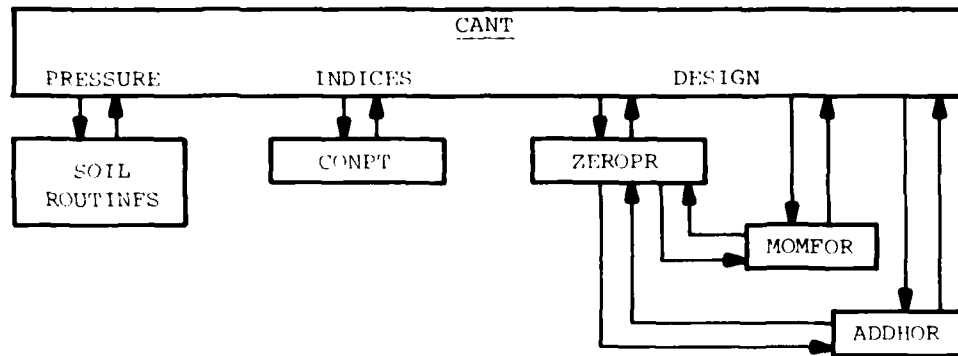 CANT
PRESSURE INDICES DESIGN
SOIL
ROUTINES
CONPT
ZEROPR
MOMFOR
ADDHOR